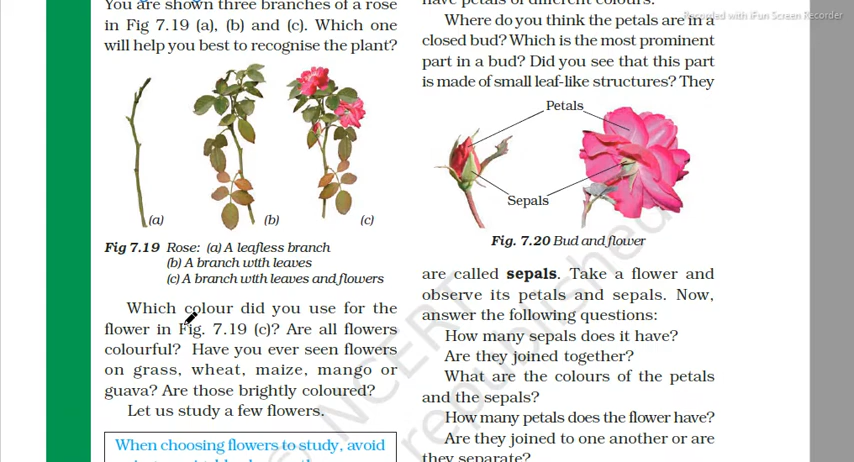 You are shown three branches of a rose
in Fig 7.19 (a), (b) and (c). Which one
will help you best to recognise the plant?
(a)
(b)
(c)
Fig 7.19 Rose: (a) A leafless branch
(b) A branch with leaves
(c) A branch with leaves and flowers
Which colour did you use for the
flower in Fig. 7.19 (c)? Are all flowers
colourful? Have you ever seen flowers
on grass, wheat, maize, mango or
guava? Are those brightly coloured?
Let us study a few flowers.
When choosing flowers to study, avoid
have petals of different colours.
Where do you think the petals are in a
closed bud? Which is the most prominent
part in a bud? Did you see that this part
is made of small leaf-like structures? They
Petals
Sepals
Fig. 7.20 Bud and flower
are called sepals. Take a flower and
observe its petals and sepals. Now,
answer the following questions:
How many sepals does it have?
Are they joined together?
What are the colours of the petals
and the sepals?
How many petals does the flower have?
Are they joined to one another or are
they separate?
Recorded with iFun Screen Recorder
© NCERT
republished